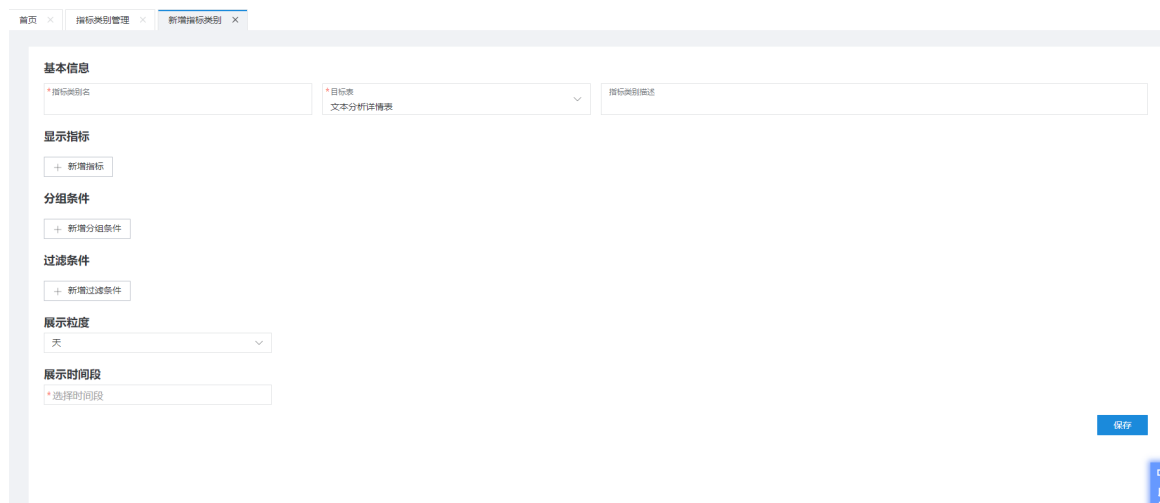 首页 × 指标类别管理 × 新增指标类别 ×
基本信息
*指标类别名 *目标表 指标类别描述
文本分析详情表
显示指标
+ 新增指标
分组条件
+ 新增分组条件
过滤条件
+ 新增过滤条件
展示粒度
天
展示时间段
*选择时间段
保存